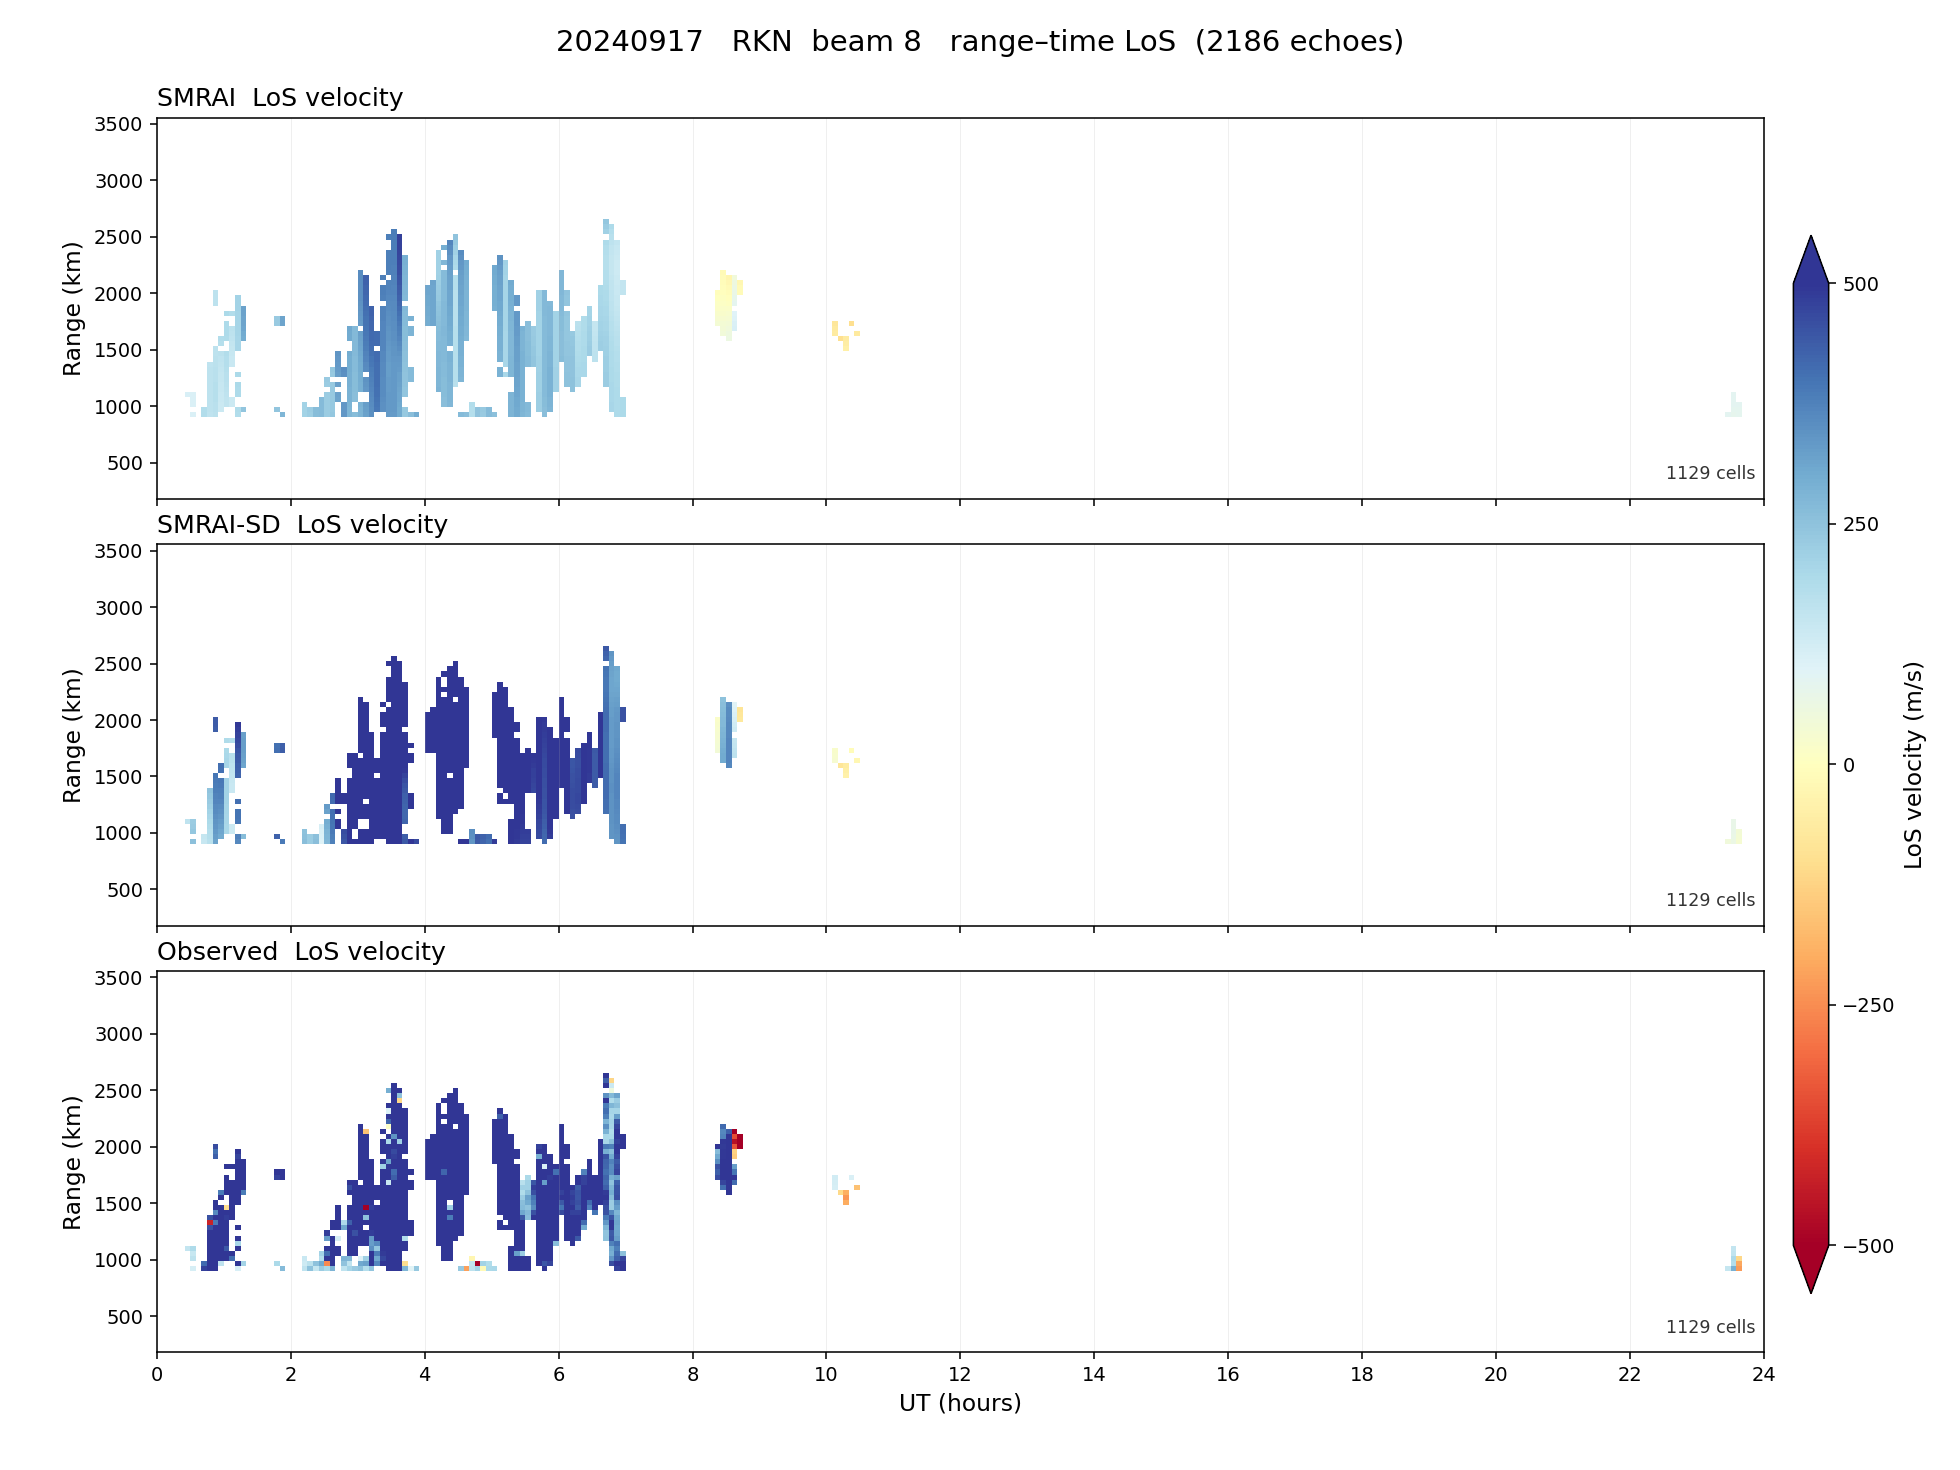 20240917   RKN  beam 8   range–time LoS  (2186 echoes)
SMRAI  LoS velocity
3500
3000
2500
2000
1500
1000
500
Range (km)
1129 cells
SMRAI-SD  LoS velocity
3500
3000
2500
2000
1500
1000
500
Range (km)
1129 cells
Observed  LoS velocity
3500
3000
2500
2000
1500
1000
500
Range (km)
1129 cells
0 2 4 6 8 10 12 14 16 18 20 22 24
UT (hours)
500
250
0
−250
−500
LoS velocity (m/s)